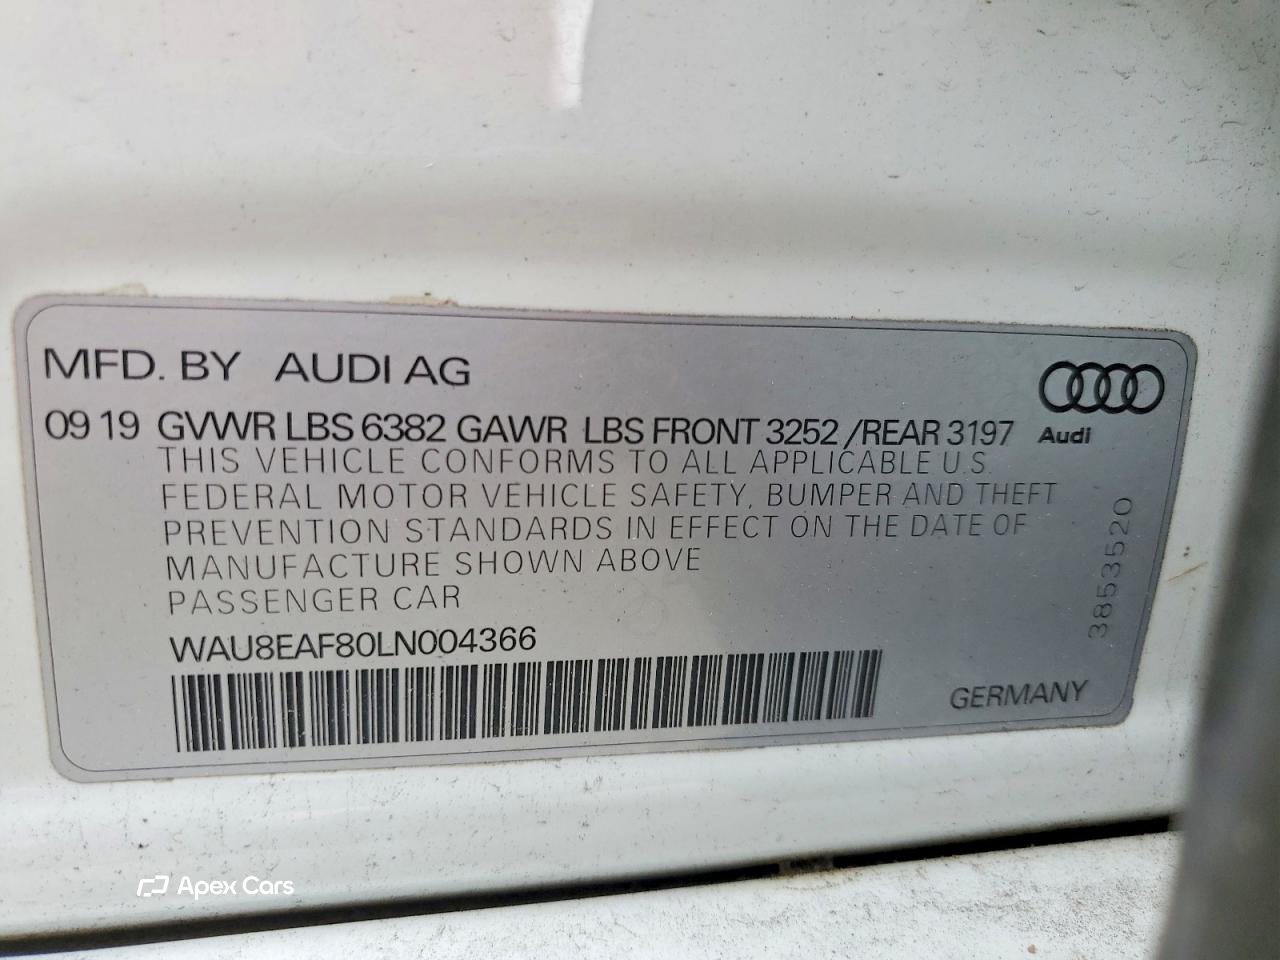 MFD. BY AUDI AG
09 19 GVWR LBS 6382 GAWR LBS FRONT 3252 /REAR 3197
Audi
THIS VEHICLE CONFORMS TO ALL APPLICABLE U.S.
FEDERAL MOTOR VEHICLE SAFETY, BUMPER AND THEFT
PREVENTION STANDARDS IN EFFECT ON THE DATE OF
MANUFACTURE SHOWN ABOVE
PASSENGER CAR
3853520
WAU8EAF80LN004366
GERMANY
Apex Cars